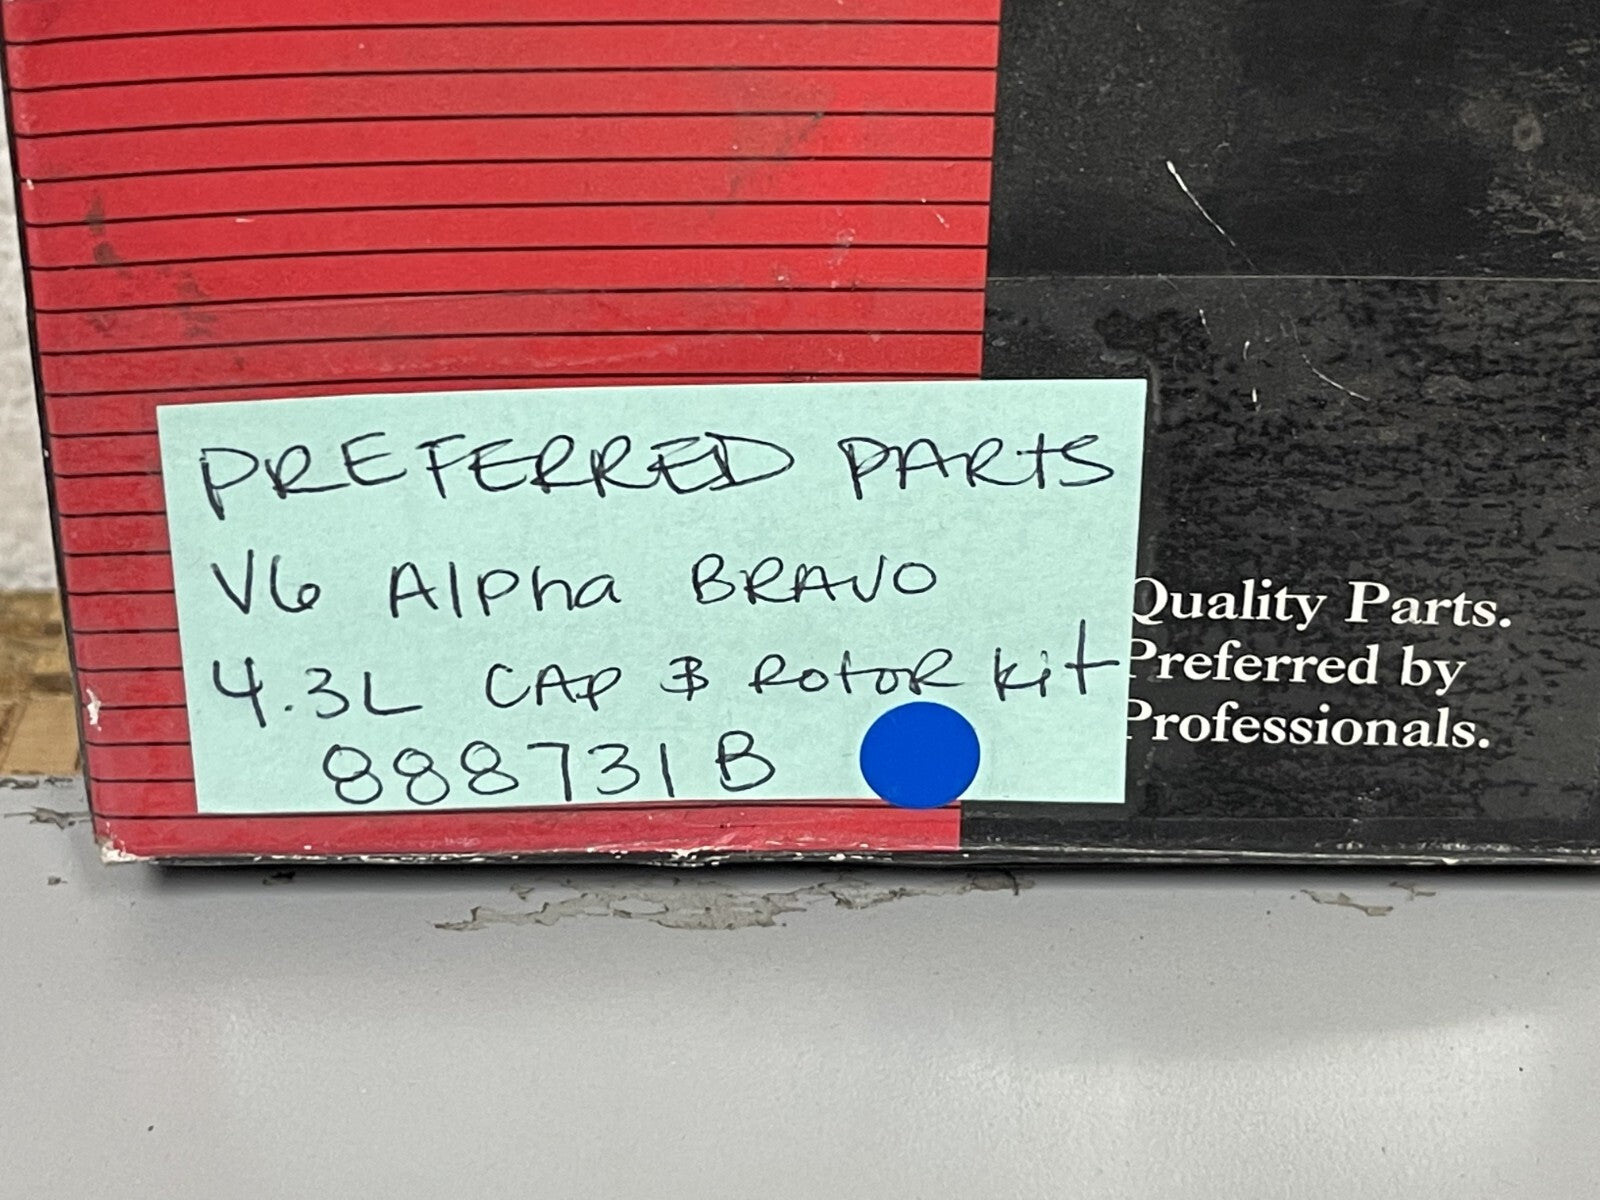 PREFERRED PARTS
V6 Alpha BRAVO
4.3L CAP & ROtOR kit
888731B
Quality Parts.
Preferred by
Professionals.